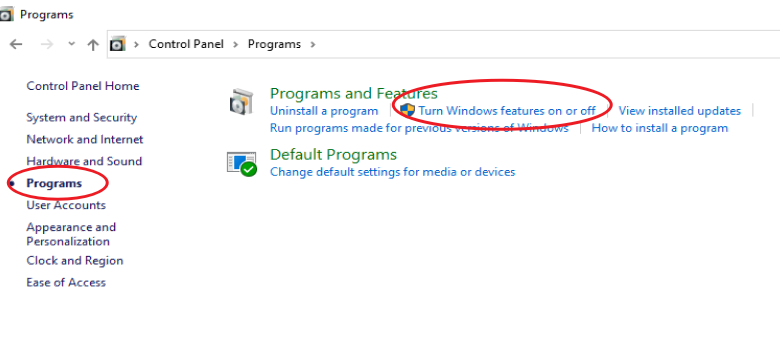 Programs
Control Panel > Programs >
Control Panel Home
System and Security
Network and Internet
Hardware and Sound
Programs
User Accounts
Appearance and
Personalization
Clock and Region
Ease of Access
Programs and Features
Uninstall a program | Turn Windows features on or off | View installed updates |
Run programs made for previous versions of Windows | How to install a program
Default Programs
Change default settings for media or devices